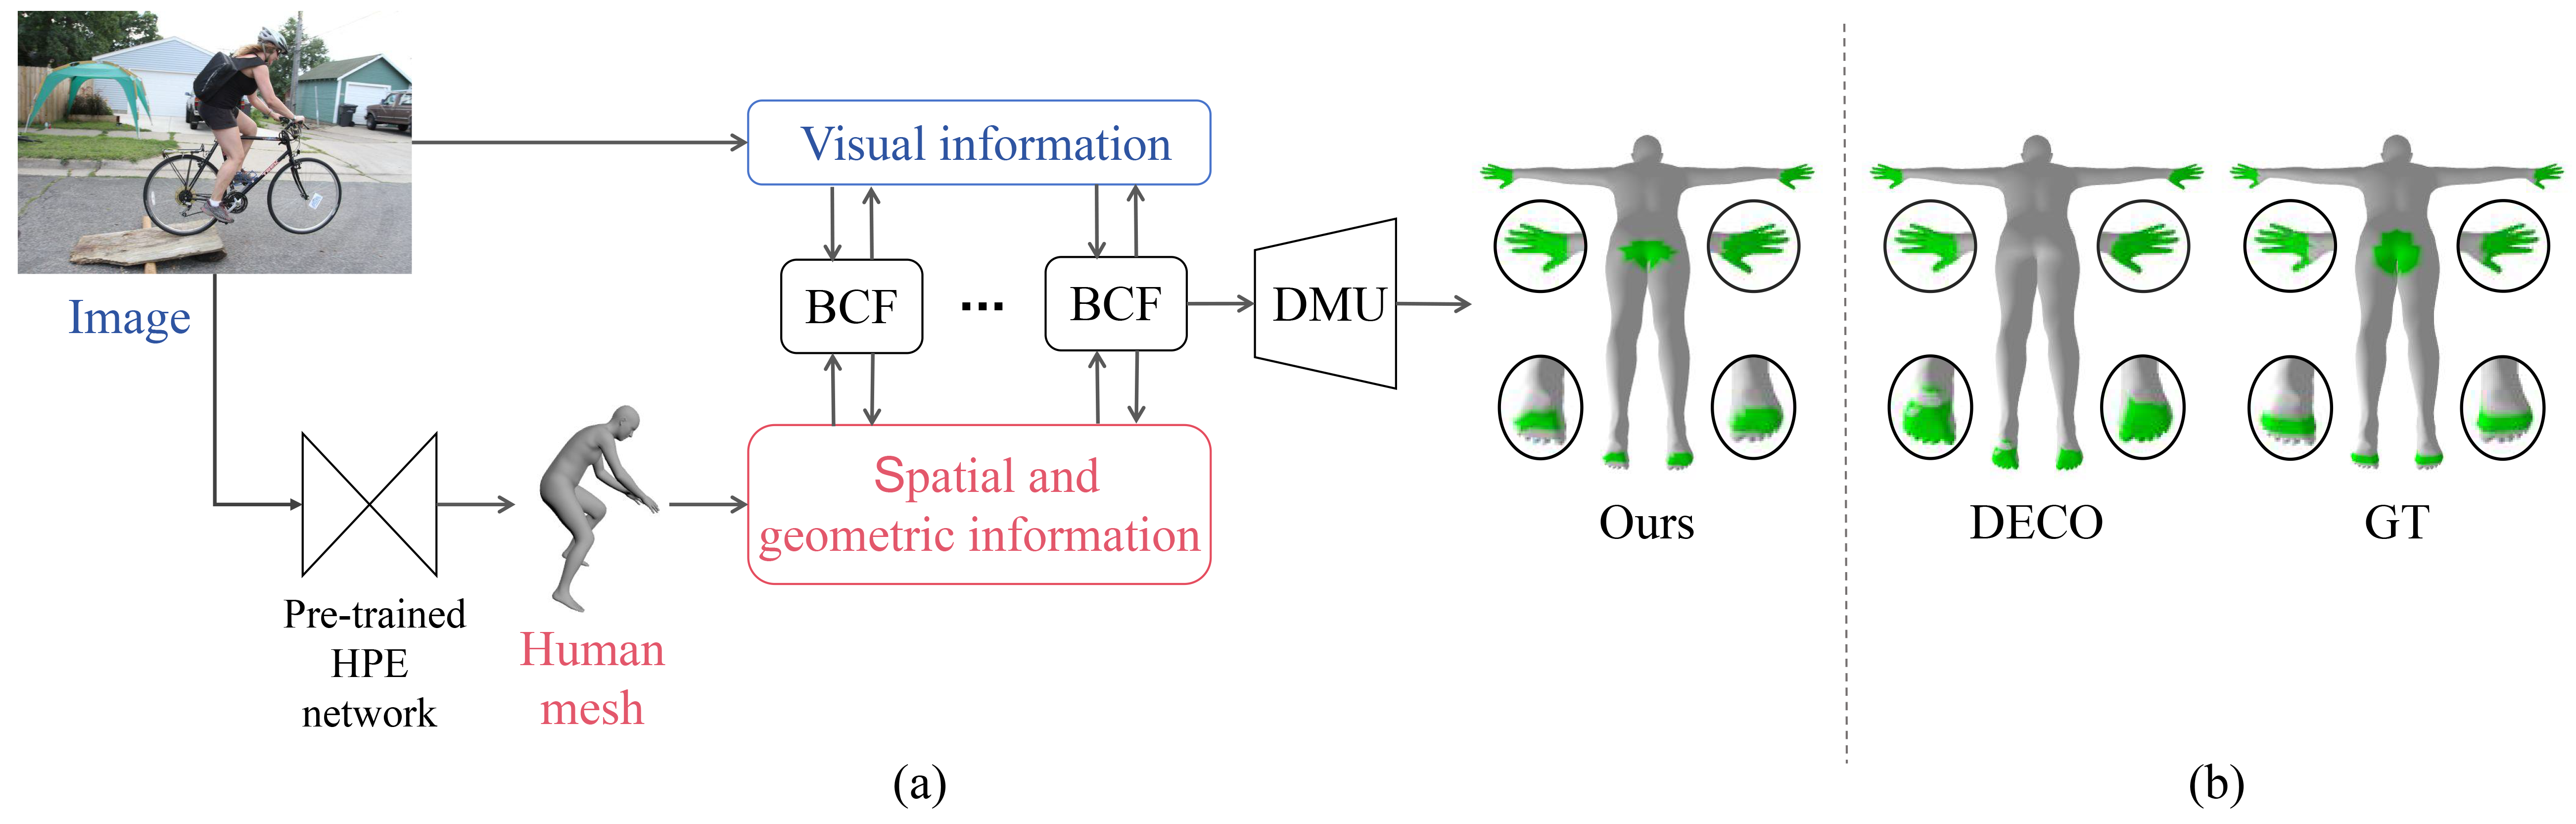 Image
Pre-trained
HPE
network
Human
mesh
Visual information
BCF
...
BCF
Spatial and
geometric information
DMU
Ours
(a)
DECO
GT
(b)